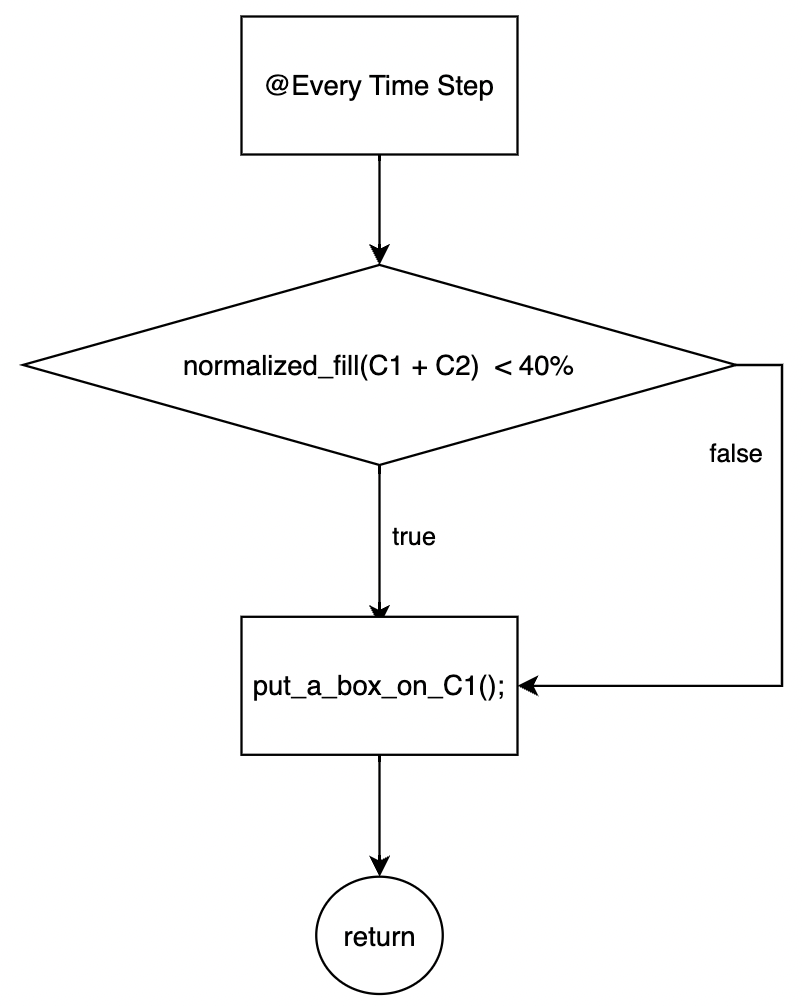 @Every Time Step
normalized_fill(C1 + C2) < 40%
false
true
put_a_box_on_C1();
return